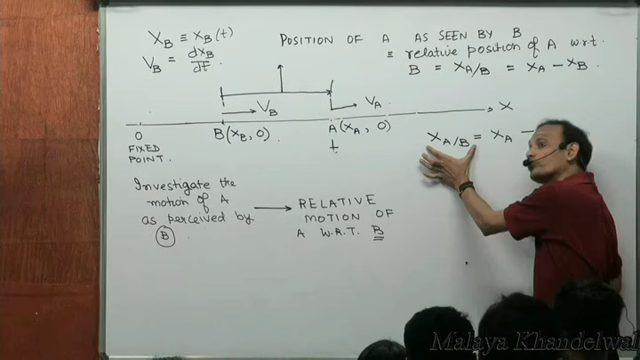 X_B ≡ X_B(t)
V_B = dX_B/dt
POSITION OF A AS SEEN BY B
≡ relative position of A w.r.t.
B ≡ X_A/B = X_A − X_B
V_B
V_A
X
O
FIXED
POINT.
B(X_B, 0)
A(X_A, 0)
t
X_A/B = X_A −
Investigate the
motion of A
as perceived by
B
RELATIVE
MOTION OF
A W.R.T. B
Malaya Khandelwal